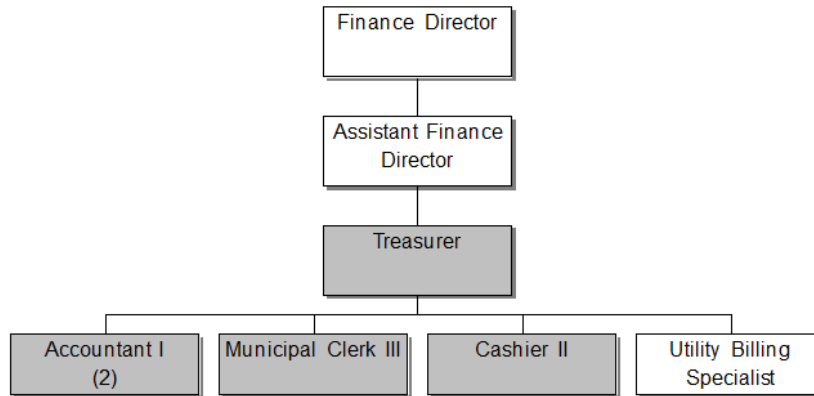 Finance Director
Assistant Finance
Director
Treasurer
Accountant I
(2)
Municipal Clerk III
Cashier II
Utility Billing
Specialist